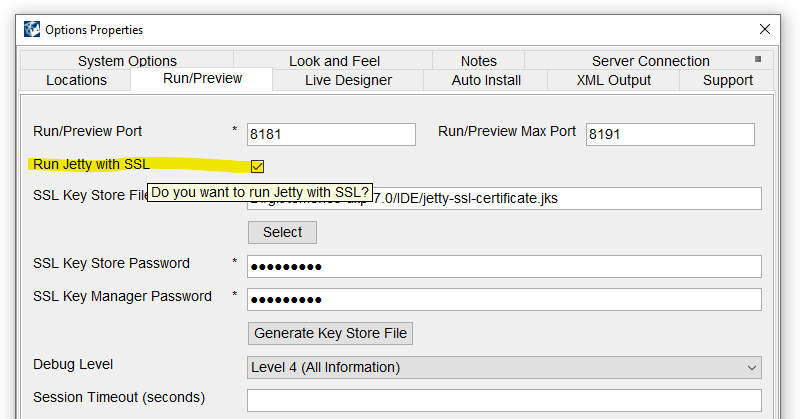 Options Properties
System Options Look and Feel Notes Server Connection
Locations Run/Preview Live Designer Auto Install XML Output Support
Run/Preview Port * 8181 Run/Preview Max Port 8191
Run Jetty with SSL
Do you want to run Jetty with SSL?
SSL Key Store File 7.0/IDE/jetty-ssl-certificate.jks
Select
SSL Key Store Password * ●●●●●●●●●
SSL Key Manager Password * ●●●●●●●●●
Generate Key Store File
Debug Level Level 4 (All Information)
Session Timeout (seconds)